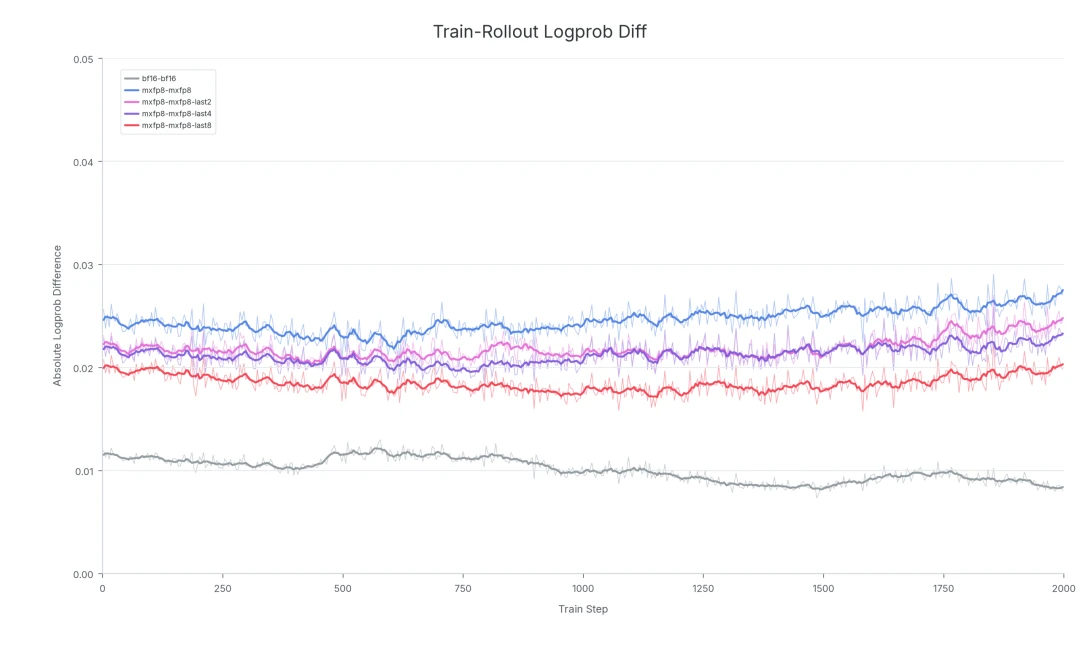 Train-Rollout Logprob Diff
0.05
bf16-bf16
mxfp8-mxfp8
mxfp8-mxfp8-last2
mxfp8-mxfp8-last4
mxfp8-mxfp8-last8
0.04
0.03
Absolute Logprob Difference
0.02
0.01
0.00
0 250 500 750 1000 1250 1500 1750 2000
Train Step